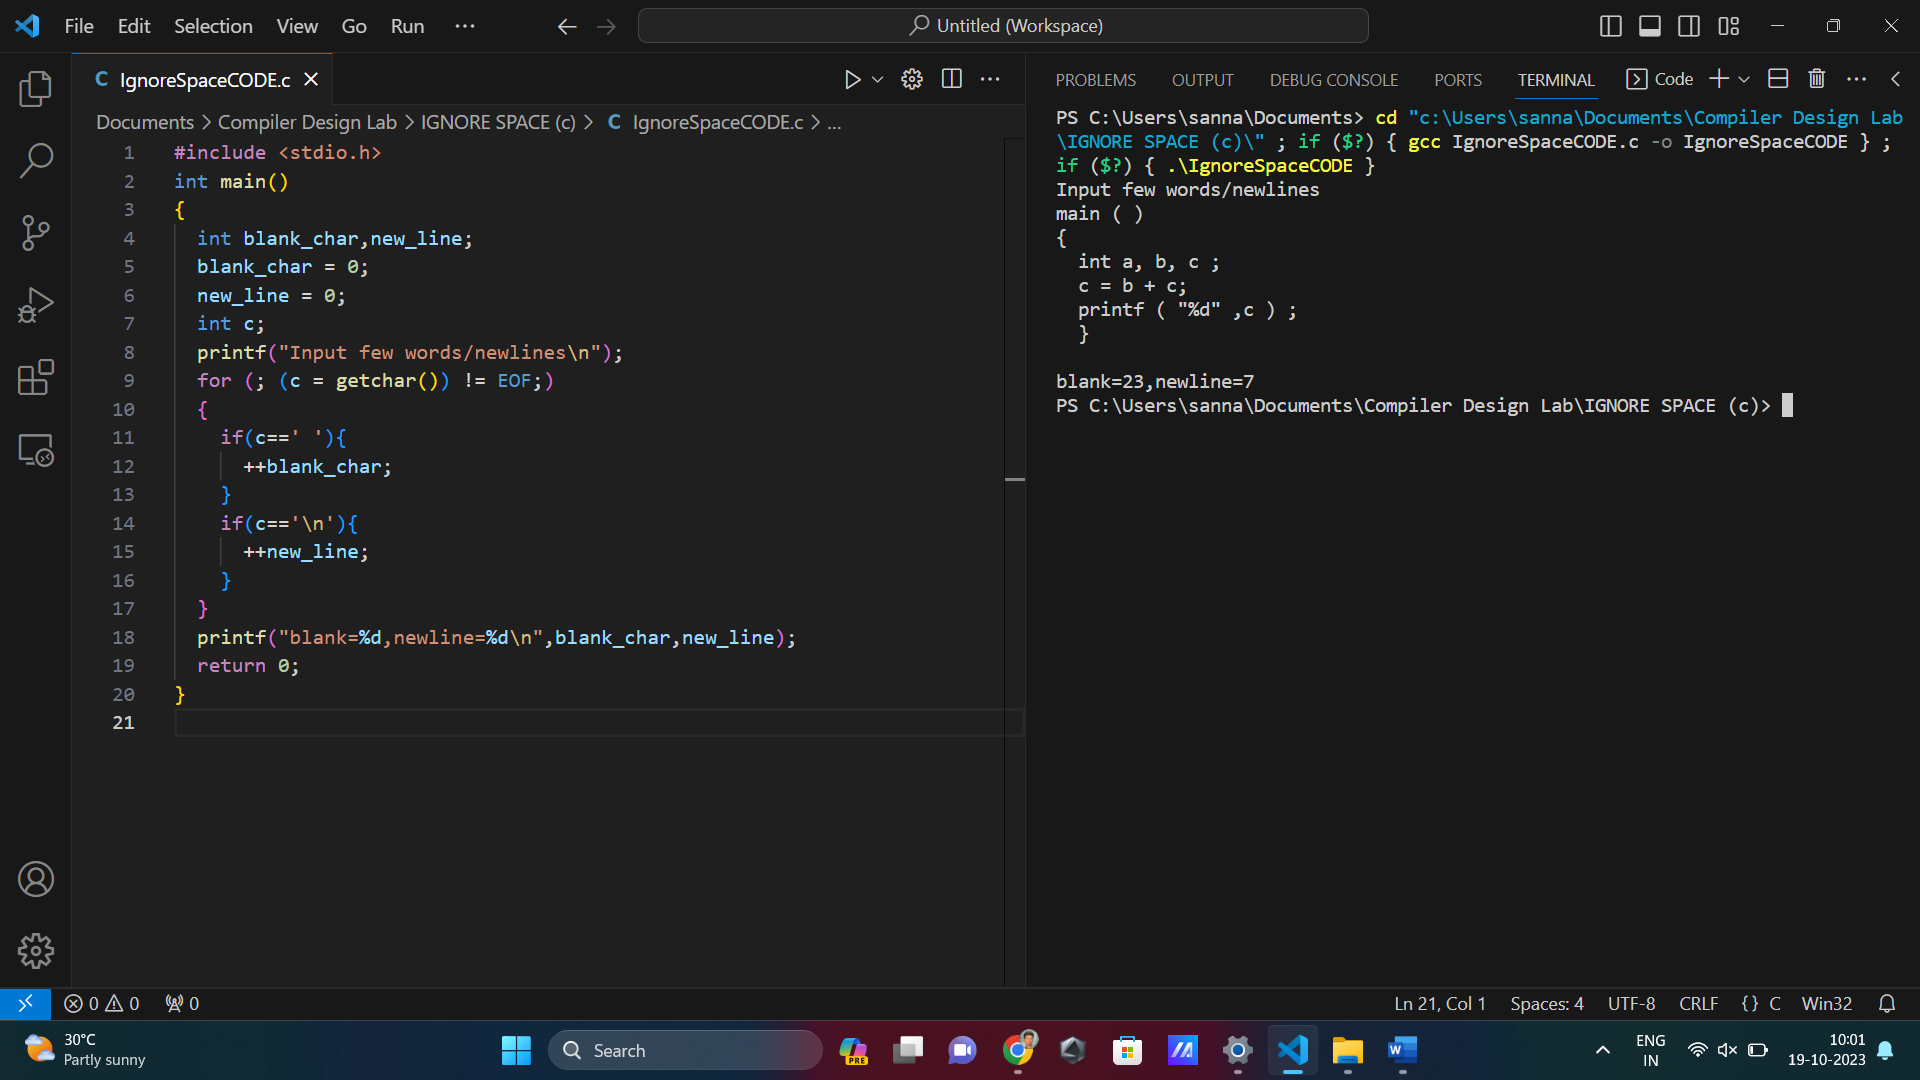 File Edit Selection View Go Run ...
Untitled (Workspace)
C IgnoreSpaceCODE.c
Documents > Compiler Design Lab > IGNORE SPACE (c) > C IgnoreSpaceCODE.c > ...
1 #include <stdio.h>
2 int main()
3 {
4 int blank_char,new_line;
5 blank_char = 0;
6 new_line = 0;
7 int c;
8 printf("Input few words/newlines\n");
9 for (; (c = getchar()) != EOF;)
10 {
11 if(c==' '){
12 ++blank_char;
13 }
14 if(c=='\n'){
15 ++new_line;
16 }
17 }
18 printf("blank=%d,newline=%d\n",blank_char,new_line);
19 return 0;
20 }
21
PROBLEMS OUTPUT DEBUG CONSOLE PORTS TERMINAL Code
PS C:\Users\sanna\Documents> cd "c:\Users\sanna\Documents\Compiler Design Lab
\IGNORE SPACE (c)\" ; if ($?) { gcc IgnoreSpaceCODE.c -o IgnoreSpaceCODE } ;
if ($?) { .\IgnoreSpaceCODE }
Input few words/newlines
main ( )
{
int a, b, c ;
c = b + c;
printf ( "%d" ,c ) ;
}
blank=23,newline=7
PS C:\Users\sanna\Documents\Compiler Design Lab\IGNORE SPACE (c)>
0 0 0
Ln 21, Col 1 Spaces: 4 UTF-8 CRLF {} C Win32
30°C
Partly sunny
Search
PRE
ENG
IN
10:01
19-10-2023